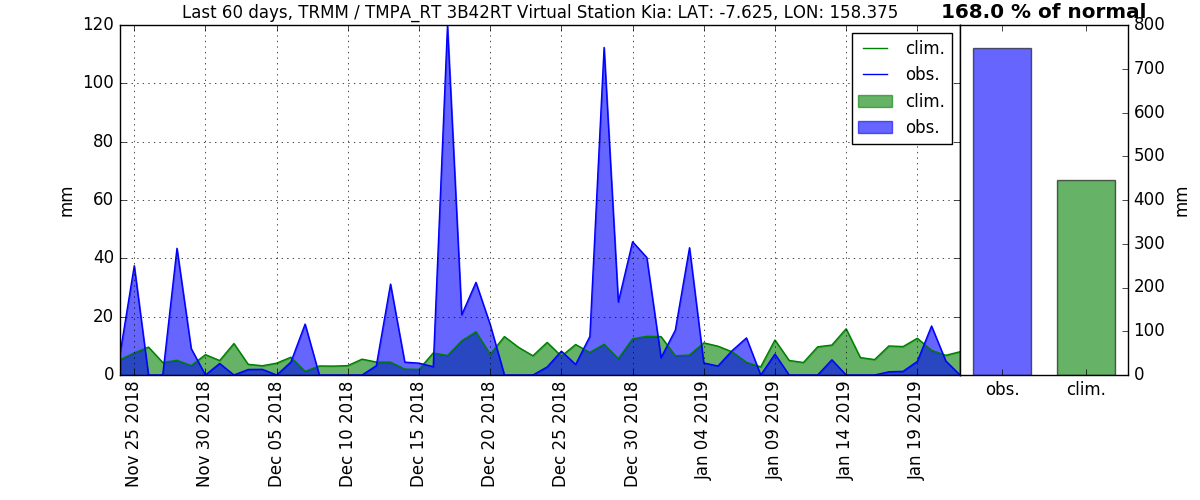 Last 60 days, TRMM / TMPA_RT 3B42RT Virtual Station Kia: LAT: -7.625, LON: 158.375
168.0 % of normal
120
100
80
60
40
20
0
mm
clim.
obs.
clim.
obs.
800
700
600
500
400
300
200
100
0
mm
obs.
clim.
Nov 25 2018
Nov 30 2018
Dec 05 2018
Dec 10 2018
Dec 15 2018
Dec 20 2018
Dec 25 2018
Dec 30 2018
Jan 04 2019
Jan 09 2019
Jan 14 2019
Jan 19 2019